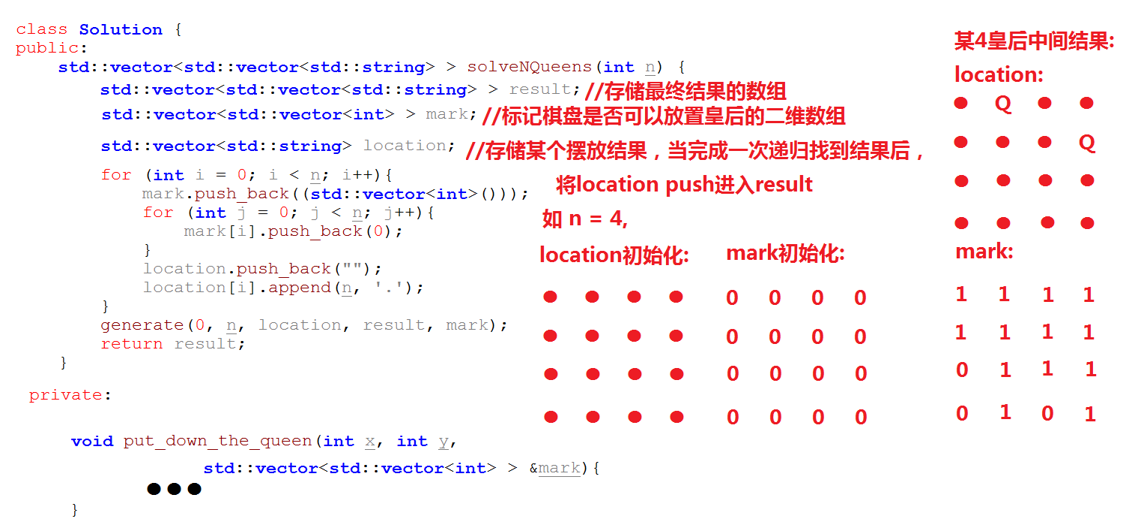 class Solution {
public:
std::vector<std::vector<std::string> > solveNQueens(int n) {
std::vector<std::vector<std::string> > result; //存储最终结果的数组
std::vector<std::vector<int> > mark; //标记棋盘是否可以放置皇后的二维数组
std::vector<std::string> location; //存储某个摆放结果，当完成一次递归找到结果后，
将location push进入result
for (int i = 0; i < n; i++){
mark.push_back((std::vector<int>()));
for (int j = 0; j < n; j++){
mark[i].push_back(0);
}
location.push_back("");
location[i].append(n, '.');
}
generate(0, n, location, result, mark);
return result;
}
private:
void put_down_the_queen(int x, int y,
std::vector<std::vector<int> > &mark){
●●●
}
如 n = 4,
location初始化:
● ● ● ●
● ● ● ●
● ● ● ●
● ● ● ●
mark初始化:
0 0 0 0
0 0 0 0
0 0 0 0
0 0 0 0
某4皇后中间结果:
location:
● Q ● ●
● ● ● Q
● ● ● ●
● ● ● ●
mark:
1 1 1 1
1 1 1 1
0 1 1 1
0 1 0 1